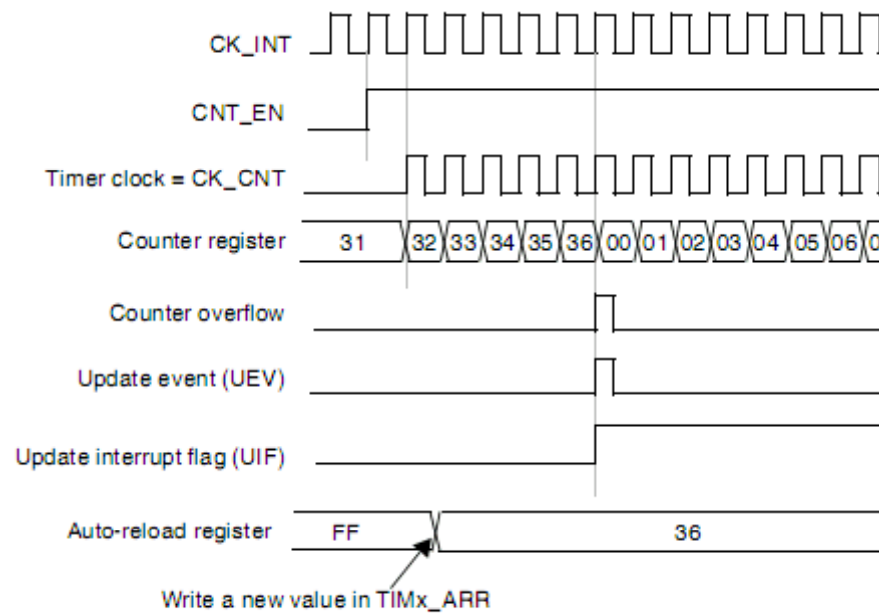 CK_INT
CNT_EN
Timer clock = CK_CNT
Counter register 31 32 33 34 35 36 00 01 02 03 04 05 06 0
Counter overflow
Update event (UEV)
Update interrupt flag (UIF)
Auto-reload register FF 36
Write a new value in TIMx_ARR